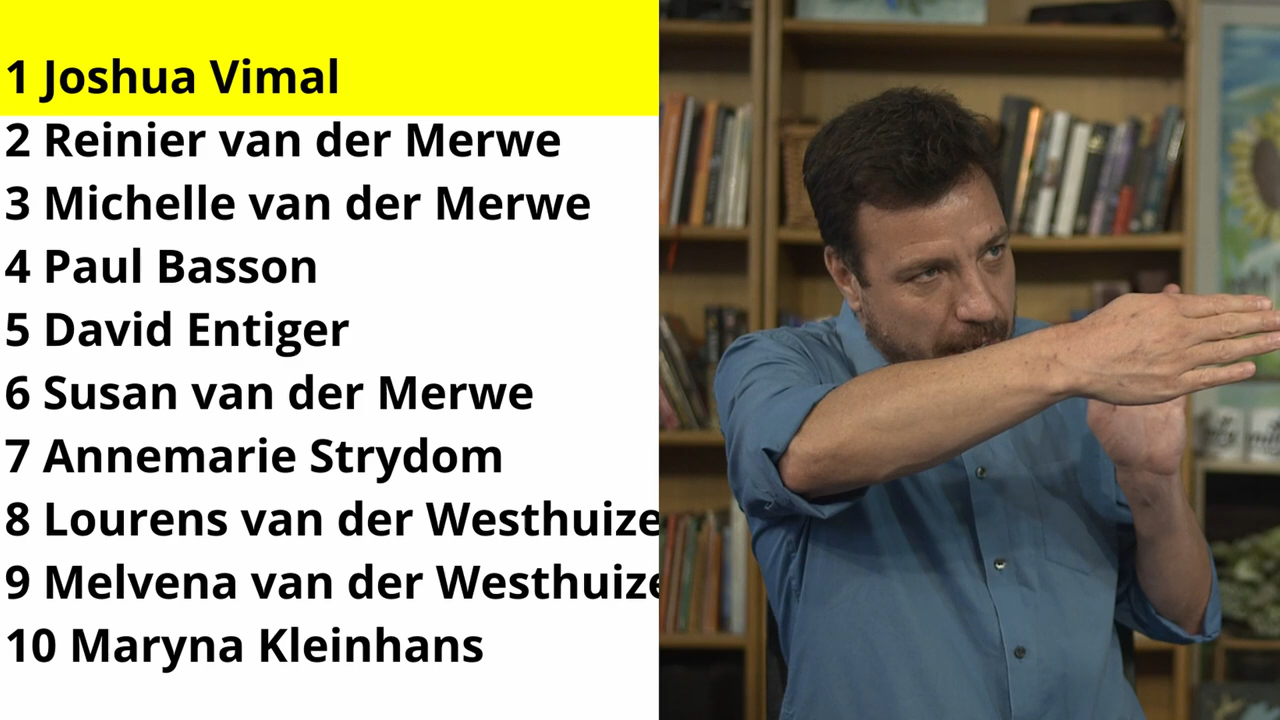 1 Joshua Vimal
2 Reinier van der Merwe
3 Michelle van der Merwe
4 Paul Basson
5 David Entiger
6 Susan van der Merwe
7 Annemarie Strydom
8 Lourens van der Westhuize
9 Melvena van der Westhuize
10 Maryna Kleinhans